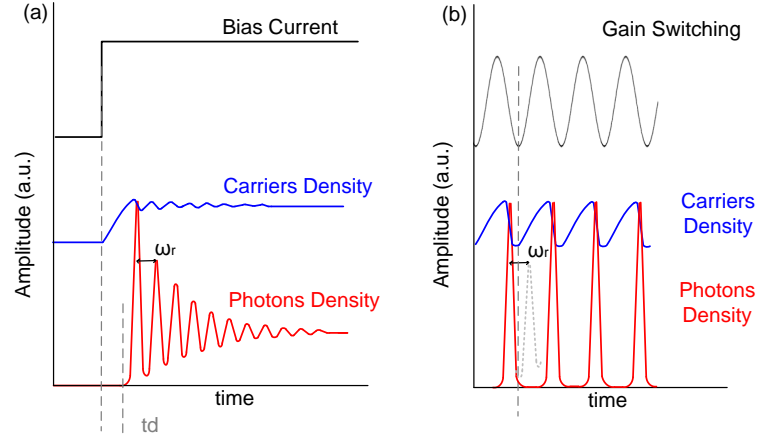 (a)
Bias Current
Carriers Density
ωr
Photons Density
Amplitude (a.u.)
time
td
(b)
Gain Switching
Carriers
Density
ωr
Photons
Density
Amplitude (a.u.)
time